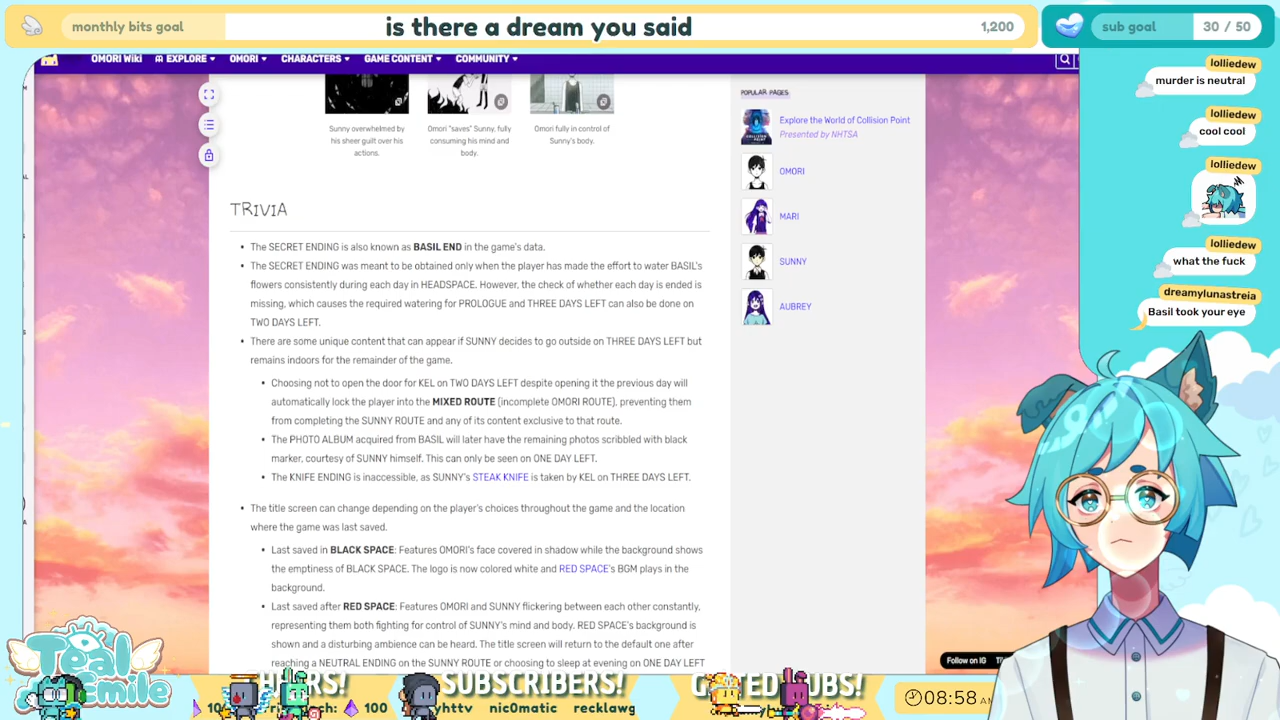 monthly bits goal
is there a dream you said
1,200
sub goal
30 / 50
OMORI Wiki
EXPLORE
OMORI
CHARACTERS
GAME CONTENT
COMMUNITY
Sunny overwhelmed by
his sheer guilt over his
actions.
Omori "saves" Sunny, fully
consuming his mind and
body.
Omori fully in control of
Sunny's body.
TRIVIA
• The SECRET ENDING is also known as BASIL END in the game's data.
• The SECRET ENDING was meant to be obtained only when the player has made the effort to water BASIL's
flowers consistently during each day in HEADSPACE. However, the check of whether each day is ended is
missing, which causes the required watering for PROLOGUE and THREE DAYS LEFT can also be done on
TWO DAYS LEFT.
• There are some unique content that can appear if SUNNY decides to go outside on THREE DAYS LEFT but
remains indoors for the remainder of the game.
• Choosing not to open the door for KEL on TWO DAYS LEFT despite opening it the previous day will
automatically lock the player into the MIXED ROUTE (incomplete OMORI ROUTE), preventing them
from completing the SUNNY ROUTE and any of its content exclusive to that route.
• The PHOTO ALBUM acquired from BASIL will later have the remaining photos scribbled with black
marker, courtesy of SUNNY himself. This can only be seen on ONE DAY LEFT.
• The KNIFE ENDING is inaccessible, as SUNNY's STEAK KNIFE is taken by KEL on THREE DAYS LEFT.
• The title screen can change depending on the player's choices throughout the game and the location
where the game was last saved.
• Last saved in BLACK SPACE: Features OMORI's face covered in shadow while the background shows
the emptiness of BLACK SPACE. The logo is now colored white and RED SPACE's BGM plays in the
background.
• Last saved after RED SPACE: Features OMORI and SUNNY flickering between each other constantly,
representing them both fighting for control of SUNNY's mind and body. RED SPACE's background is
shown and a disturbing ambience can be heard. The title screen will return to the default one after
reaching a NEUTRAL ENDING on the SUNNY ROUTE or choosing to sleep at evening on ONE DAY LEFT
POPULAR PAGES
Explore the World of Collision Point
Presented by NHTSA
OMORI
MARI
SUNNY
AUBREY
lolliedew
murder is neutral
lolliedew
cool cool
lolliedew
lolliedew
what the fuck
dreamylunastreia
Basil took your eye
Follow on IG
Teal
Smile
SUBSCRIBERS!
100
nic0matic
recklawg
08:58 AM